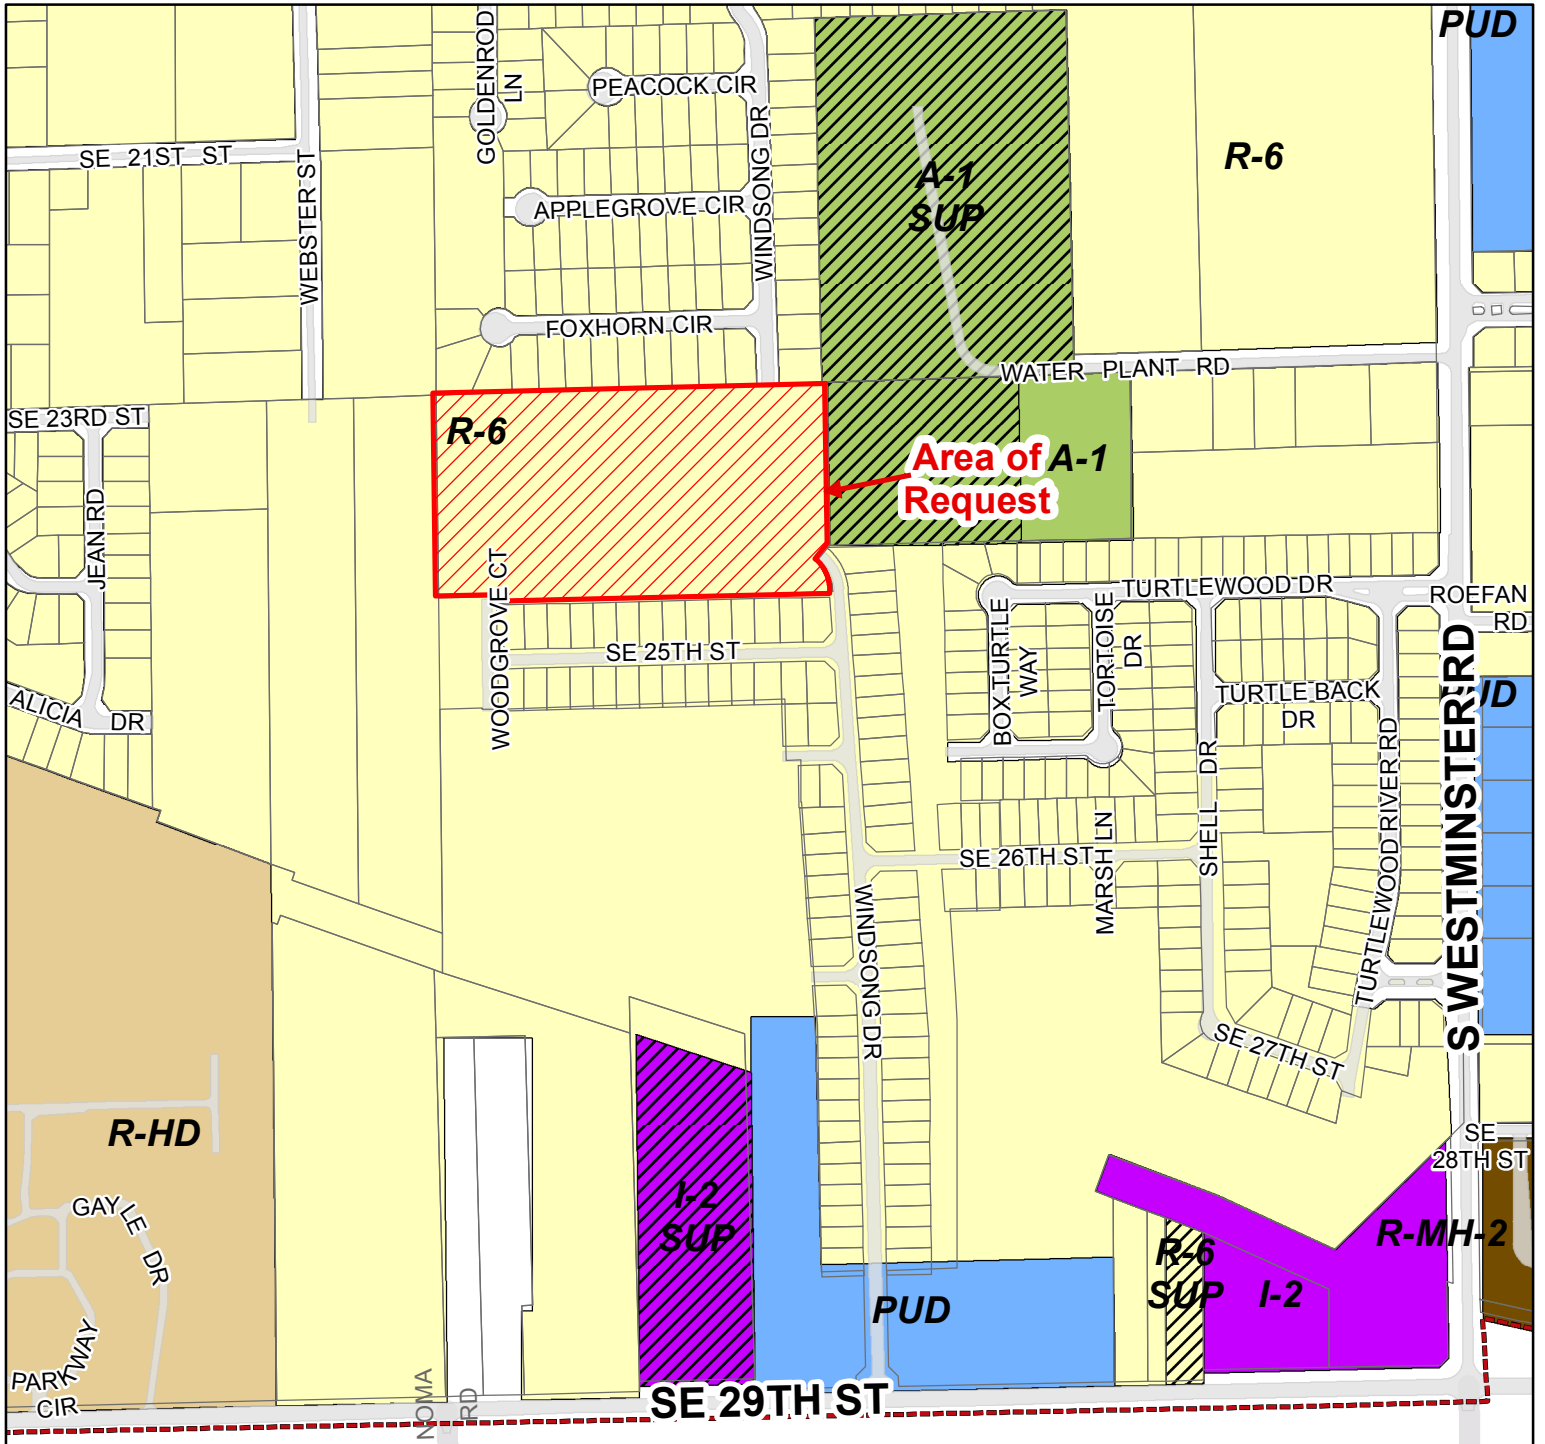 PUD
GOLDENROD
LN
PEACOCK CIR
WINDSONG DR
SE 21ST ST
WEBSTER ST
R-6
A-1
SUP
APPLEGROVE CIR
FOXHORN CIR
WATER PLANT RD
SE 23RD ST
R-6
Area of
Request
A-1
JEAN RD
WOODGROVE CT
TURTLEWOOD DR
ROEFAN
RD
BOX TURTLE
WAY
TORTOISE
DR
SE 25TH ST
S WESTMINSTER RD
TURTLE BACK
DR
ALICIA DR
SHELL DR
TURTLEWOOD RIVER RD
SE 26TH ST
MARSH LN
WINDSONG DR
SE 27TH ST
R-HD
SE
28TH ST
GAYLE DR
I-2
SUP
R-6
SUP
I-2
R-MH-2
PUD
PARKWAY
CIR
NOMA
RD
SE 29TH ST